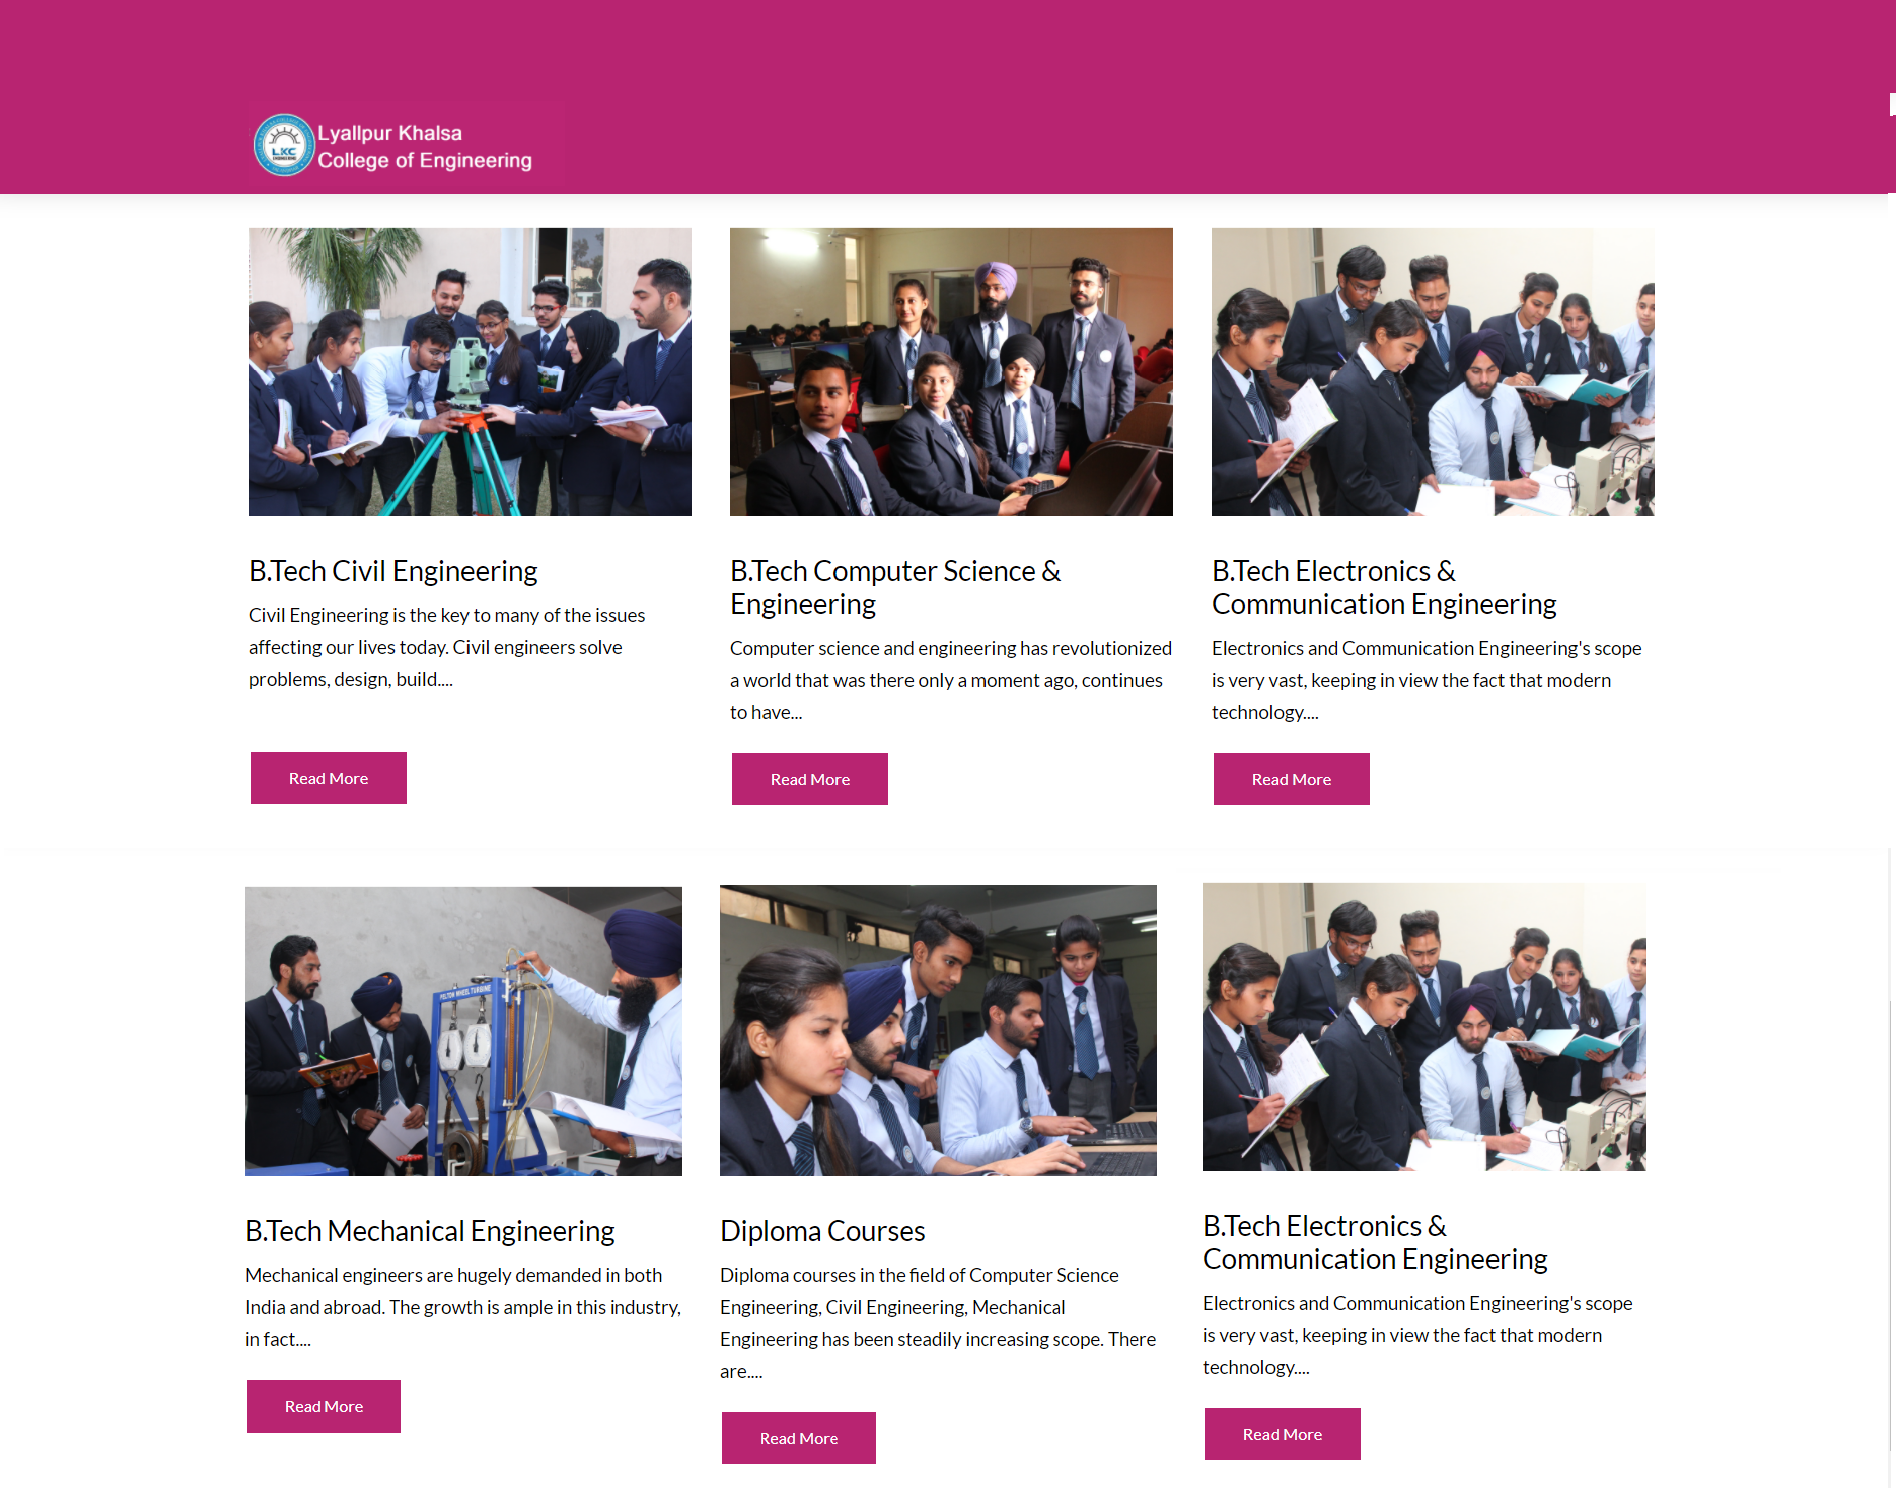 LKC
Lyallpur Khalsa
College of Engineering
B.Tech Civil Engineering
Civil Engineering is the key to many of the issues
affecting our lives today. Civil engineers solve
problems, design, build....
Read More
B.Tech Computer Science &
Engineering
Computer science and engineering has revolutionized
a world that was there only a moment ago, continues
to have...
Read More
B.Tech Electronics &
Communication Engineering
Electronics and Communication Engineering's scope
is very vast, keeping in view the fact that modern
technology....
Read More
PELTON WHEEL TURBINE
B.Tech Mechanical Engineering
Mechanical engineers are hugely demanded in both
India and abroad. The growth is ample in this industry,
in fact....
Read More
Diploma Courses
Diploma courses in the field of Computer Science
Engineering, Civil Engineering, Mechanical
Engineering has been steadily increasing scope. There
are....
Read More
B.Tech Electronics &
Communication Engineering
Electronics and Communication Engineering's scope
is very vast, keeping in view the fact that modern
technology....
Read More